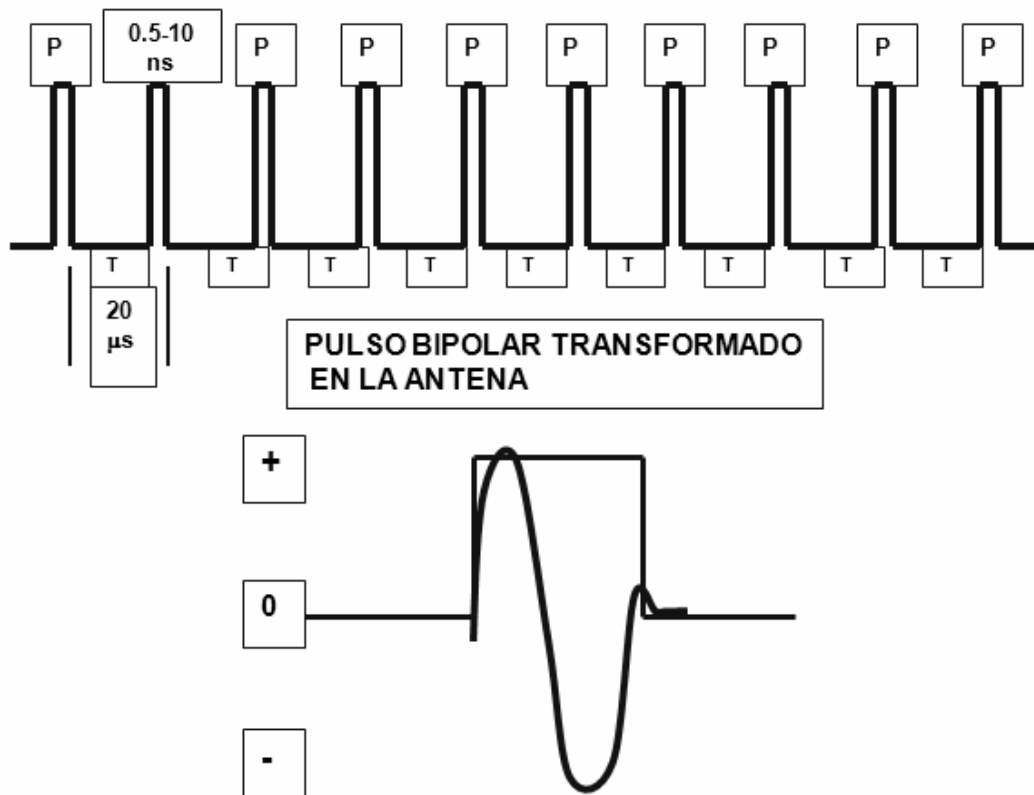 P
0.5-10
ns
P
P
P
P
P
P
P
P
T
T
T
T
T
T
T
T
T
20
μs
PULSO BIPOLAR TRANSFORMADO
EN LA ANTENA
+
0
-